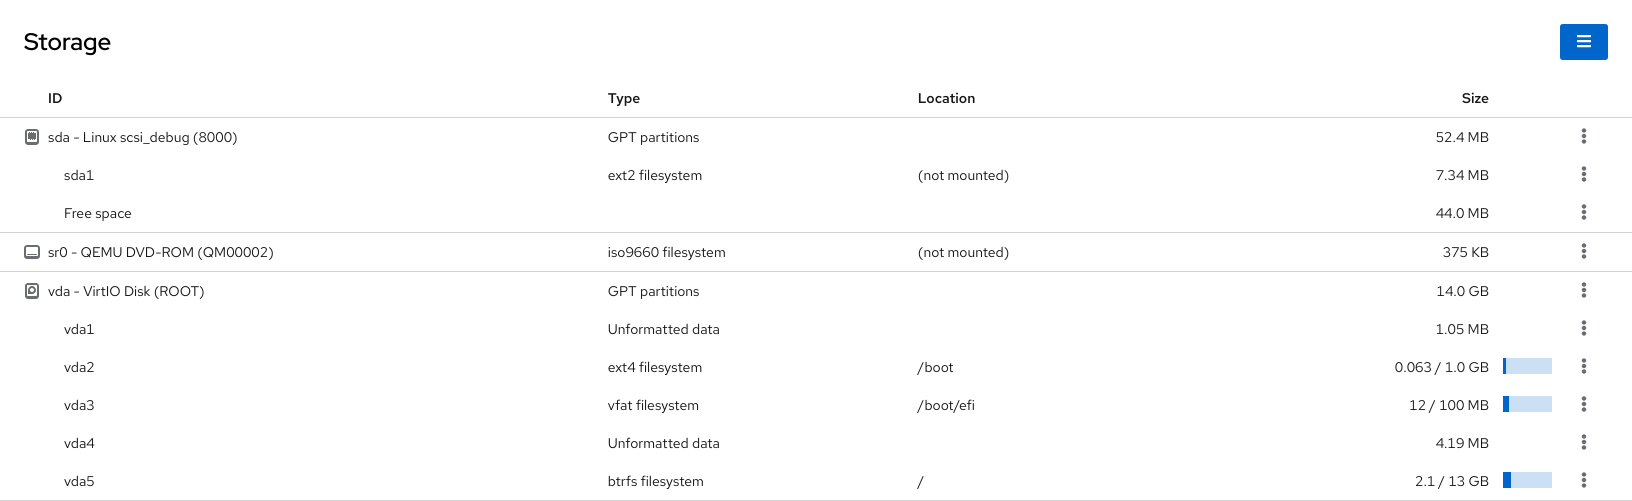 Storage
ID Type Location Size
sda - Linux scsi_debug (8000) GPT partitions 52.4 MB
sda1 ext2 filesystem (not mounted) 7.34 MB
Free space 44.0 MB
sr0 - QEMU DVD-ROM (QM00002) iso9660 filesystem (not mounted) 375 KB
vda - VirtIO Disk (ROOT) GPT partitions 14.0 GB
vda1 Unformatted data 1.05 MB
vda2 ext4 filesystem /boot 0.063 / 1.0 GB
vda3 vfat filesystem /boot/efi 12 / 100 MB
vda4 Unformatted data 4.19 MB
vda5 btrfs filesystem / 2.1 / 13 GB